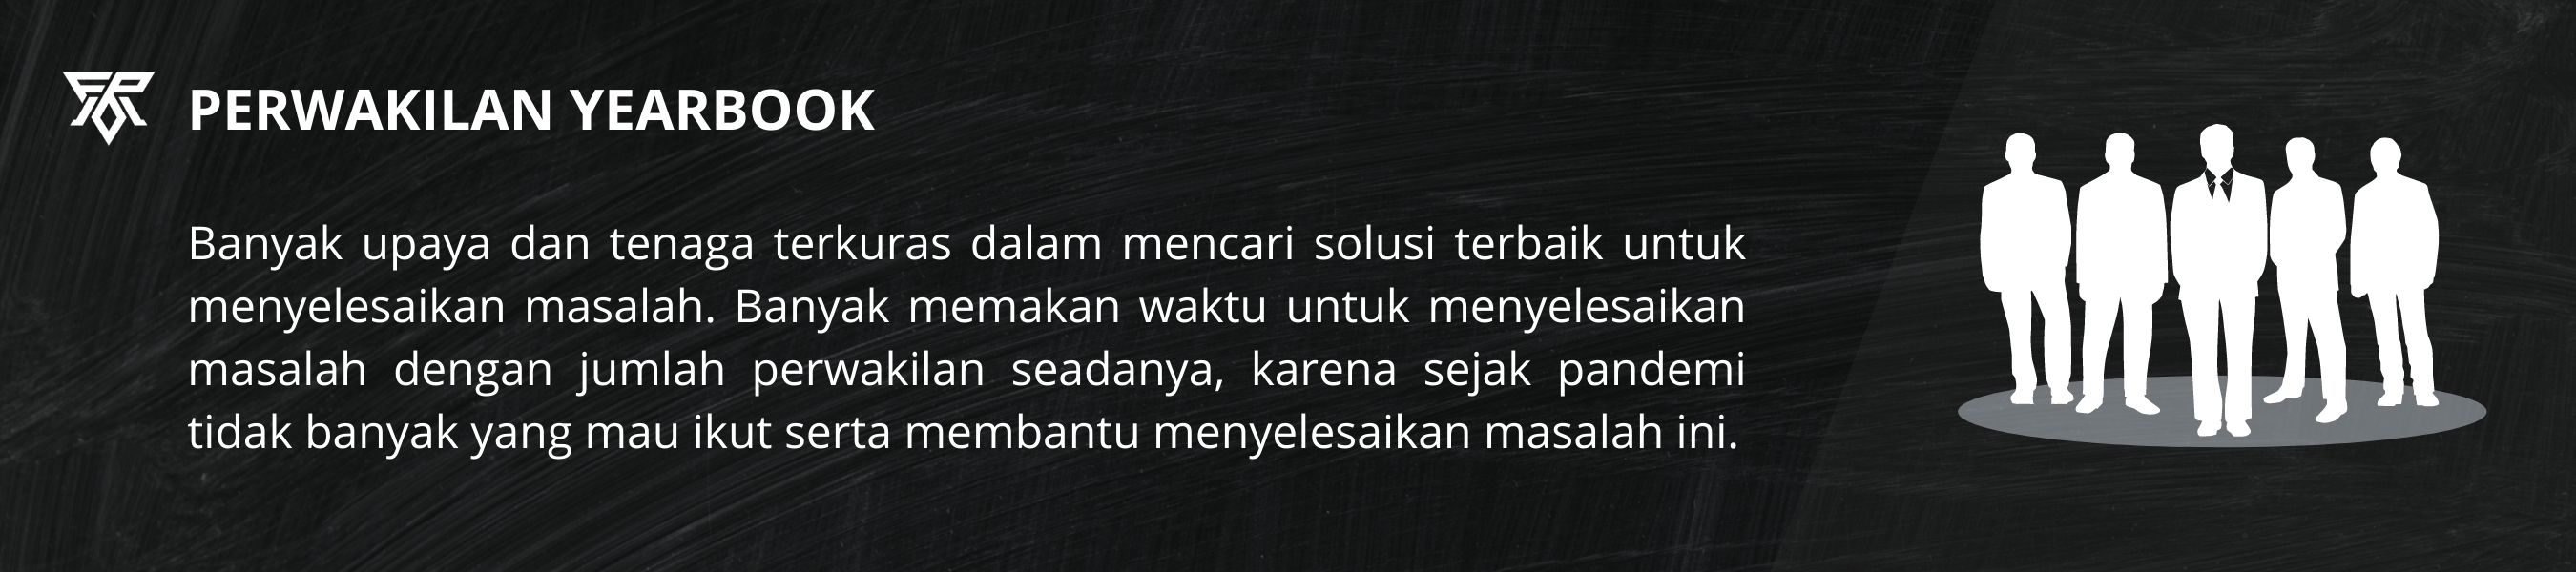 PERWAKILAN YEARBOOK
Banyak upaya dan tenaga terkuras dalam mencari solusi terbaik untuk
menyelesaikan masalah. Banyak memakan waktu untuk menyelesaikan
masalah dengan jumlah perwakilan seadanya, karena sejak pandemi
tidak banyak yang mau ikut serta membantu menyelesaikan masalah ini.